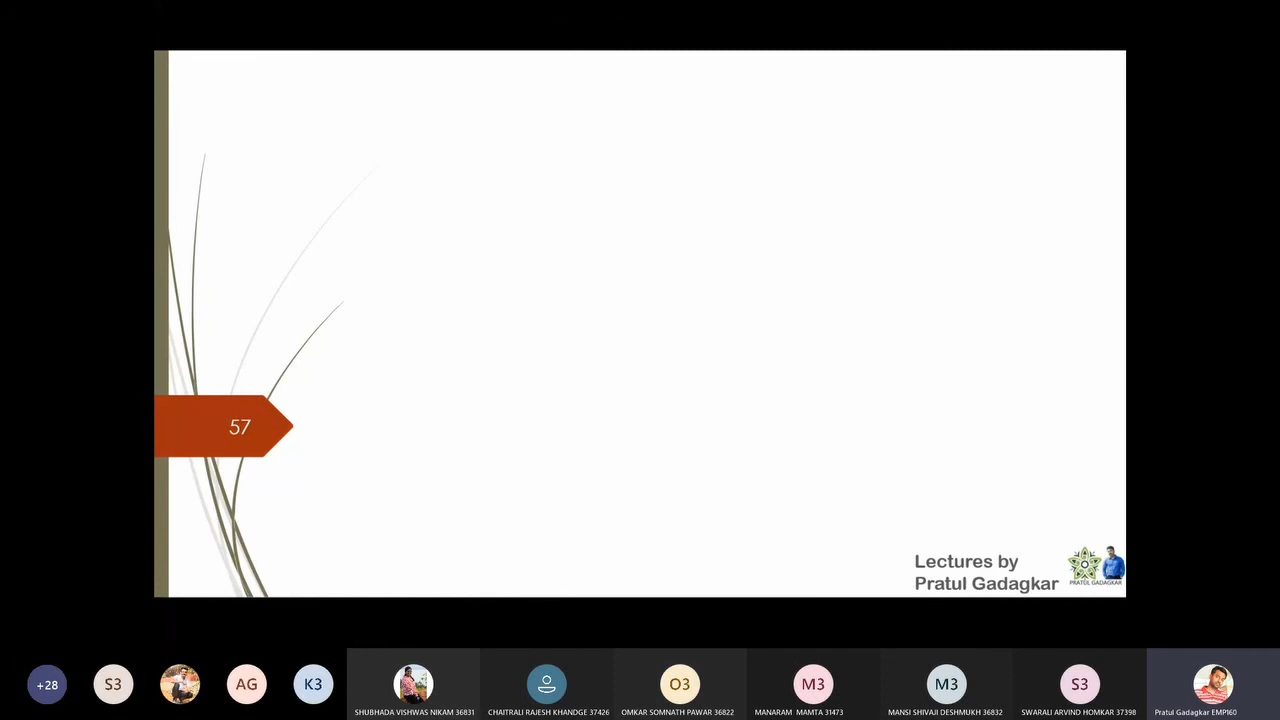 57
Lectures by
Pratul Gadagkar
PRATUL GADAGKAR
+28
S3
AG
K3
O3
M3
M3
S3
SHUBHADA VISHWAS NIKAM 36831
CHAITRALI RAJESH KHANDGE 37426
OMKAR SOMNATH PAWAR 36822
MANARAM MAMTA 31473
MANSI SHIVAJI DESHMUKH 36832
SWARALI ARVIND HOMKAR 37398
Pratul Gadagkar EMP160